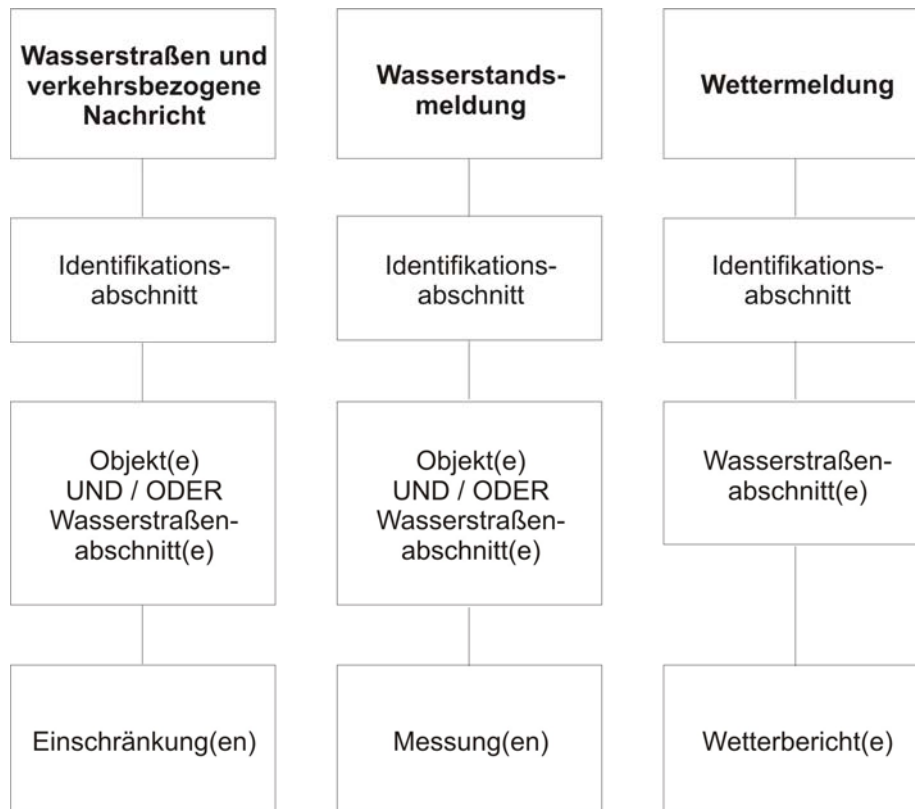 Wasserstraßen und
verkehrsbezogene
Nachricht
Identifikations-
abschnitt
Objekt(e)
UND / ODER
Wasserstraßen-
abschnitt(e)
Einschränkung(en)
Wasserstands-
meldung
Identifikations-
abschnitt
Objekt(e)
UND / ODER
Wasserstraßen-
abschnitt(e)
Messung(en)
Wettermeldung
Identifikations-
abschnitt
Wasserstraßen-
abschnitt(e)
Wetterbericht(e)